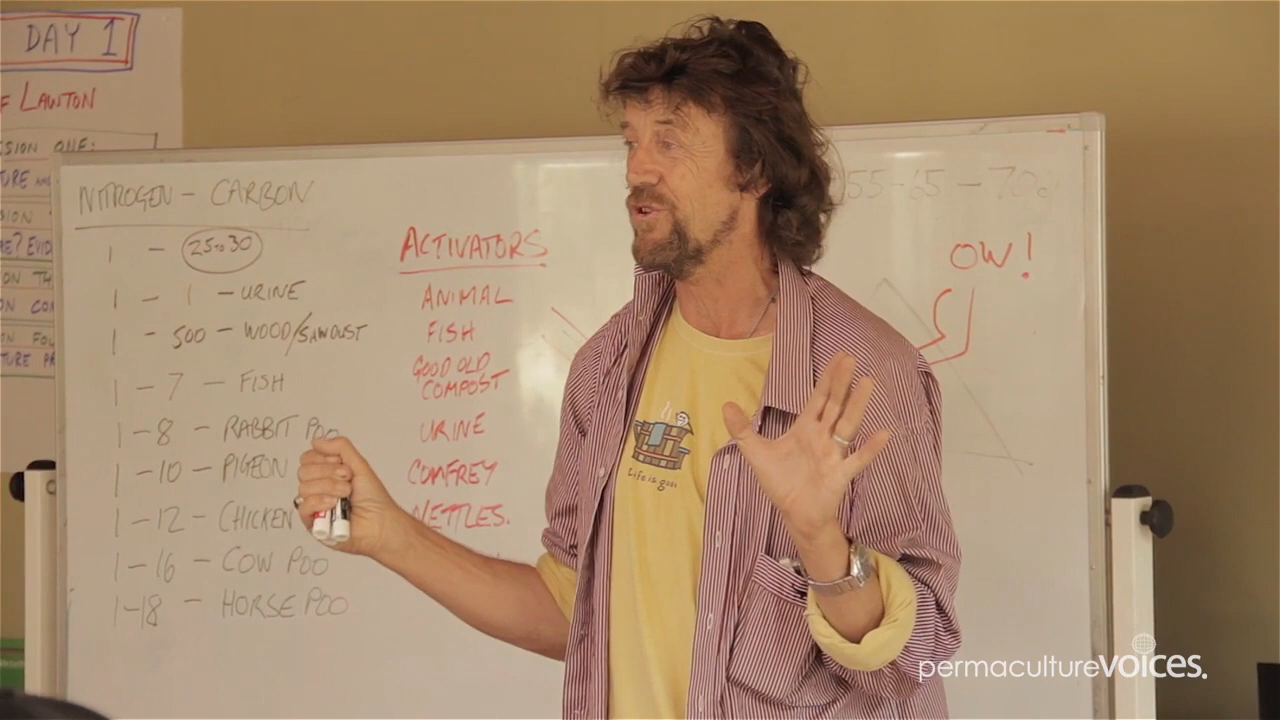 DAY 1
F LAWTON
SSION ONE:
NITROGEN - CARBON
1 - 25 TO 30
1 - 1 - URINE
1 - 500 - WOOD/SAWDUST
1 - 7 - FISH
1 - 8 - RABBIT POO
1 - 10 - PIGEON
1 - 12 - CHICKEN
1 - 16 - COW POO
1 - 18 - HORSE POO
ACTIVATORS
ANIMAL
FISH
GOOD OLD
COMPOST
URINE
COMFREY
NETTLES.
55-65-70
OW!
Life is good
permaculturevoices.